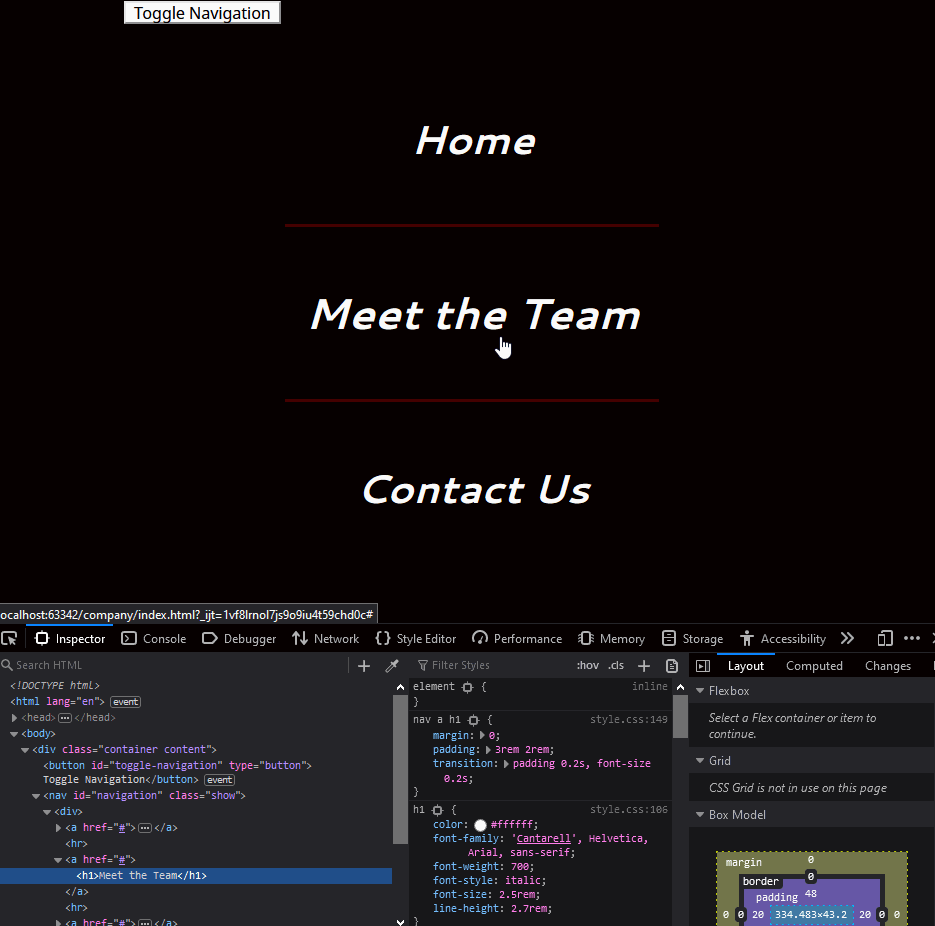 Toggle Navigation
Home
Meet the Team
Contact Us
ocalhost:63342/company/index.html?_ijt=1vf8lrnol7js9o9iu4t59chd0c#
Inspector Console Debugger Network Style Editor Performance Memory Storage Accessibility
Search HTML
<!DOCTYPE html>
<html lang="en"> event
<head> </head>
<body>
<div class="container content">
<button id="toggle-navigation" type="button">
Toggle Navigation</button> event
<nav id="navigation" class="show">
<div>
<a href="#"> </a>
<hr>
<a href="#">
<h1>Meet the Team</h1>
</a>
<hr>
<a href="#"> </a>
Filter Styles :hov .cls
element { inline
}
nav a h1 { style.css:149
margin: 0;
padding: 3rem 2rem;
transition: padding 0.2s, font-size
0.2s;
}
h1 { style.css:106
color: #ffffff;
font-family: 'Cantarell', Helvetica,
Arial, sans-serif;
font-weight: 700;
font-style: italic;
font-size: 2.5rem;
line-height: 2.7rem;
}
Layout Computed Changes
Flexbox
Select a Flex container or item to
continue.
Grid
CSS Grid is not in use on this page
Box Model
margin 0
border 0
padding 48
0 0 20 334.483×43.2 20 0 0